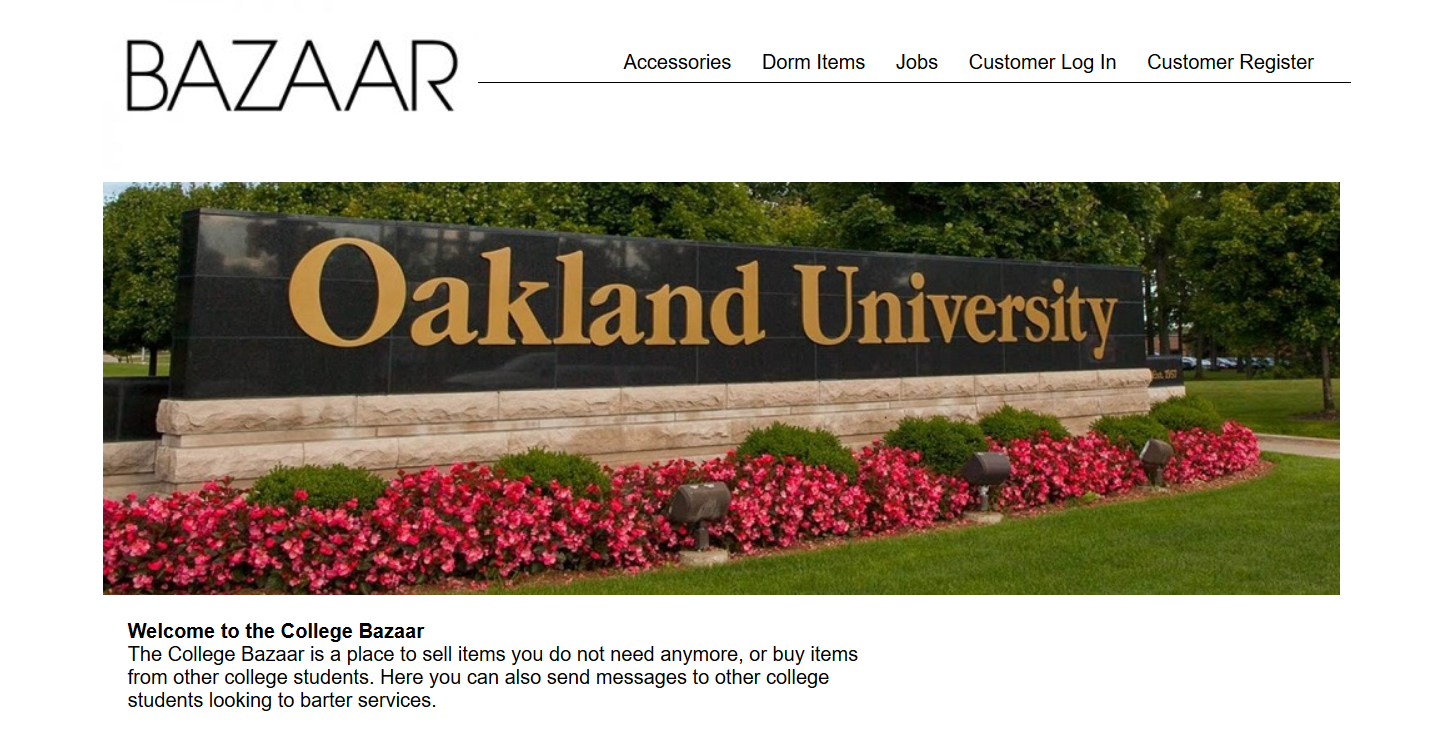 BAZAAR
Accessories Dorm Items Jobs Customer Log In Customer Register
Oakland University
Est. 1957
Welcome to the College Bazaar
The College Bazaar is a place to sell items you do not need anymore, or buy items
from other college students. Here you can also send messages to other college
students looking to barter services.